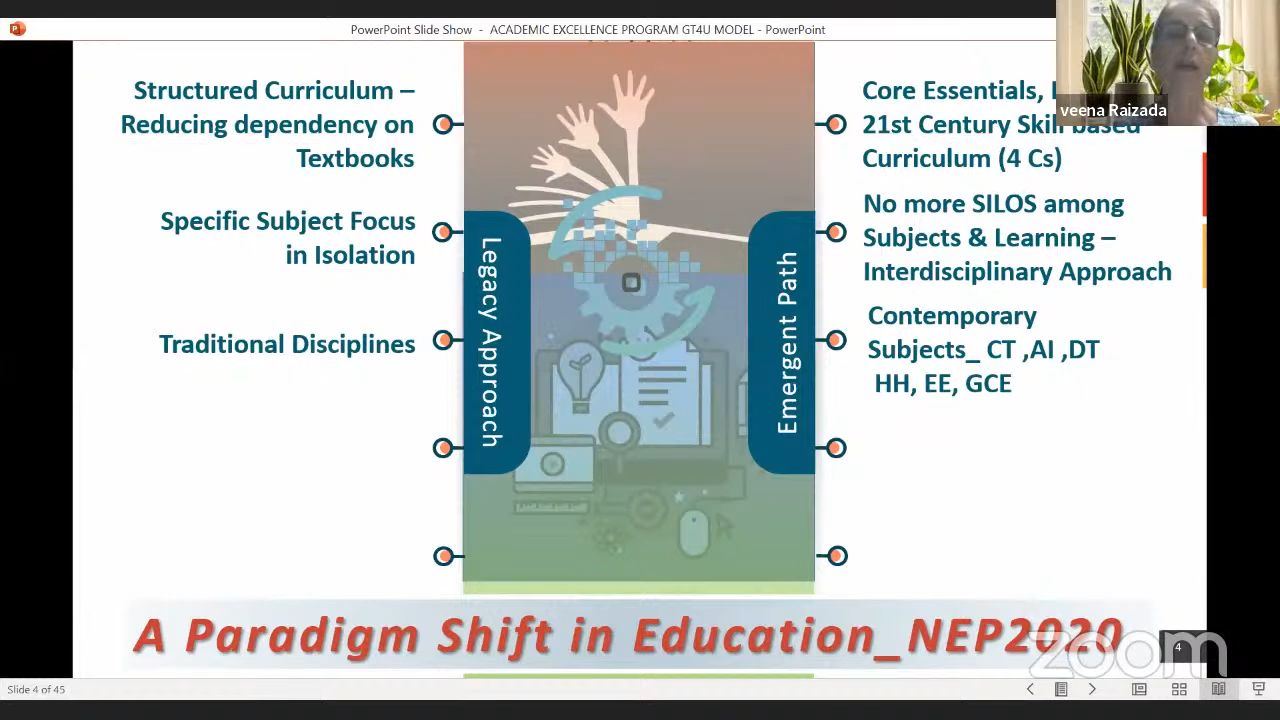 PowerPoint Slide Show - ACADEMIC EXCELLENCE PROGRAM GT4U MODEL - PowerPoint
veena Raizada
Structured Curriculum –
Reducing dependency on
Textbooks
Specific Subject Focus
in Isolation
Traditional Disciplines
Legacy Approach
Emergent Path
Core Essentials,
21st Century Skill based
Curriculum (4 Cs)
No more SILOS among
Subjects & Learning –
Interdisciplinary Approach
Contemporary
Subjects_ CT ,AI ,DT
HH, EE, GCE
A Paradigm Shift in Education_NEP2020
4
zoom
Slide 4 of 45